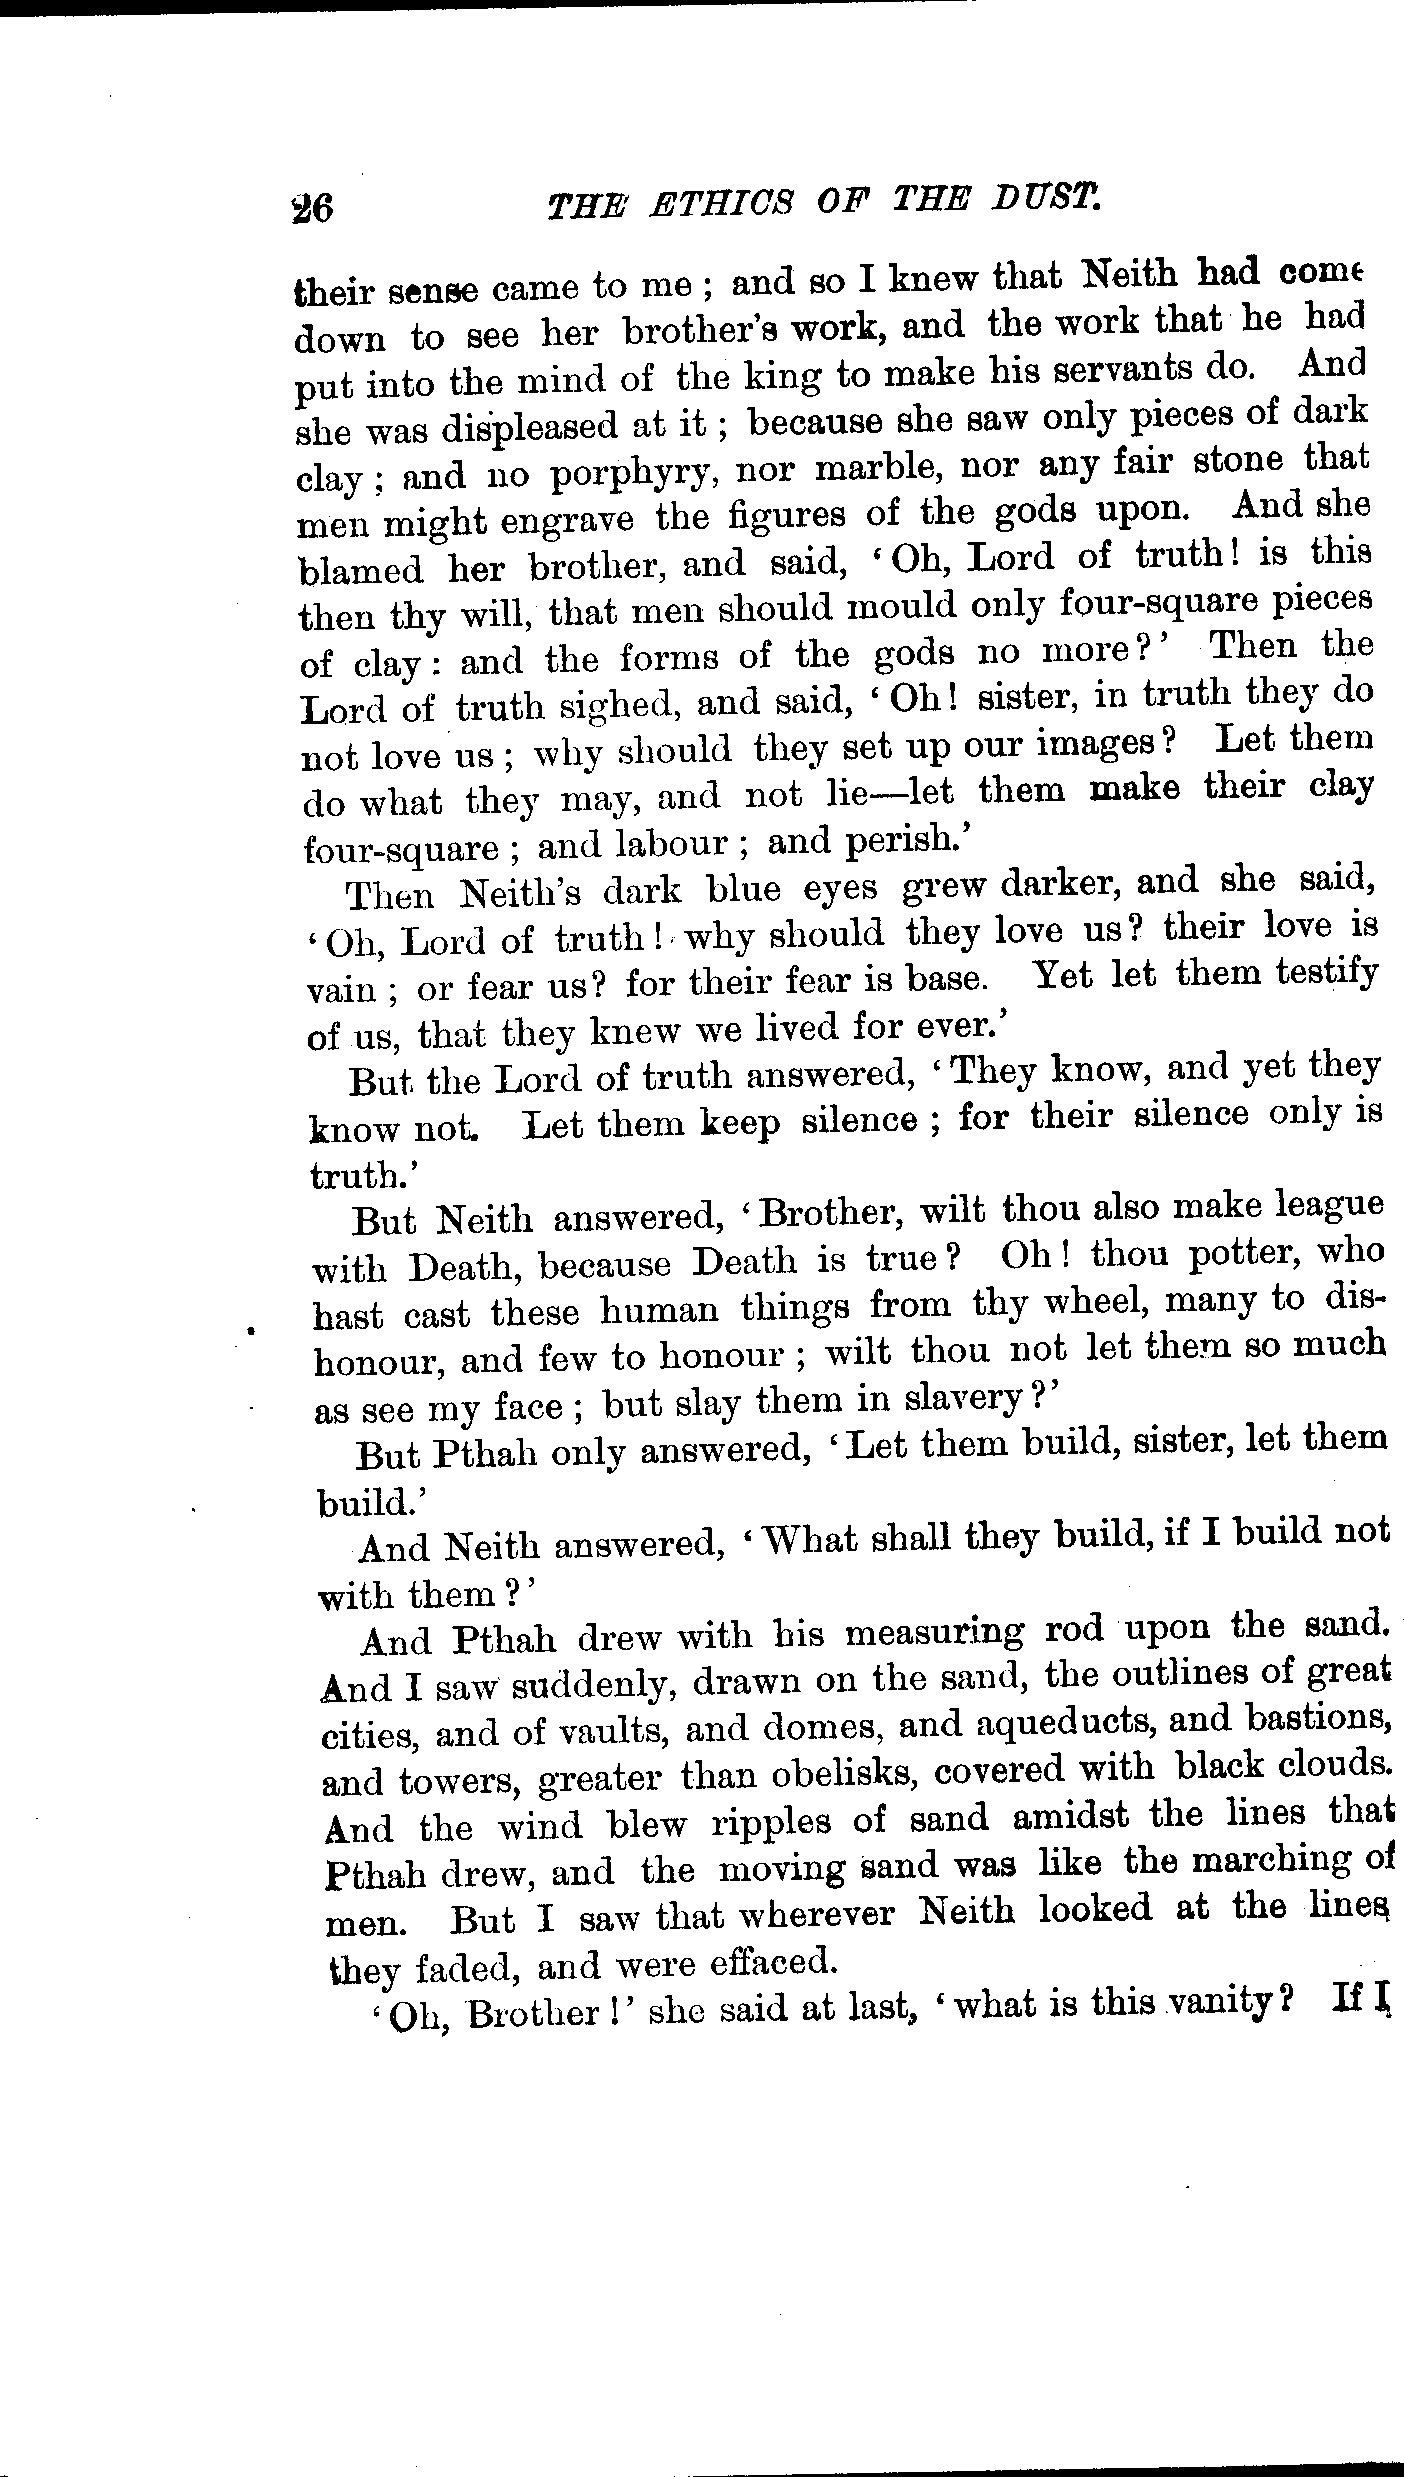 26 THE ETHICS OF THE DUST.
their sense came to me ; and so I knew that Neith had come
down to see her brother's work, and the work that he had
put into the mind of the king to make his servants do. And
she was displeased at it ; because she saw only pieces of dark
clay ; and no porphyry, nor marble, nor any fair stone that
men might engrave the figures of the gods upon. And she
blamed her brother, and said, ‘ Oh, Lord of truth! is this
then thy will, that men should mould only four-square pieces
of clay : and the forms of the gods no more?’ Then the
Lord of truth sighed, and said, ‘ Oh! sister, in truth they do
not love us ; why should they set up our images? Let them
do what they may, and not lie—let them make their clay
four-square ; and labour ; and perish.’
Then Neith's dark blue eyes grew darker, and she said,
‘ Oh, Lord of truth! why should they love us? their love is
vain ; or fear us? for their fear is base. Yet let them testify
of us, that they knew we lived for ever.’
But the Lord of truth answered, ‘ They know, and yet they
know not. Let them keep silence ; for their silence only is
truth.’
But Neith answered, ‘ Brother, wilt thou also make league
with Death, because Death is true? Oh! thou potter, who
hast cast these human things from thy wheel, many to dis-
honour, and few to honour ; wilt thou not let them so much
as see my face ; but slay them in slavery?’
But Pthah only answered, ‘ Let them build, sister, let them
build.’
And Neith answered, ‘ What shall they build, if I build not
with them?’
And Pthah drew with his measuring rod upon the sand.
And I saw suddenly, drawn on the sand, the outlines of great
cities, and of vaults, and domes, and aqueducts, and bastions,
and towers, greater than obelisks, covered with black clouds.
And the wind blew ripples of sand amidst the lines that
Pthah drew, and the moving sand was like the marching of
men. But I saw that wherever Neith looked at the lines
they faded, and were effaced.
‘ Oh, Brother!’ she said at last, ‘ what is this vanity? If I